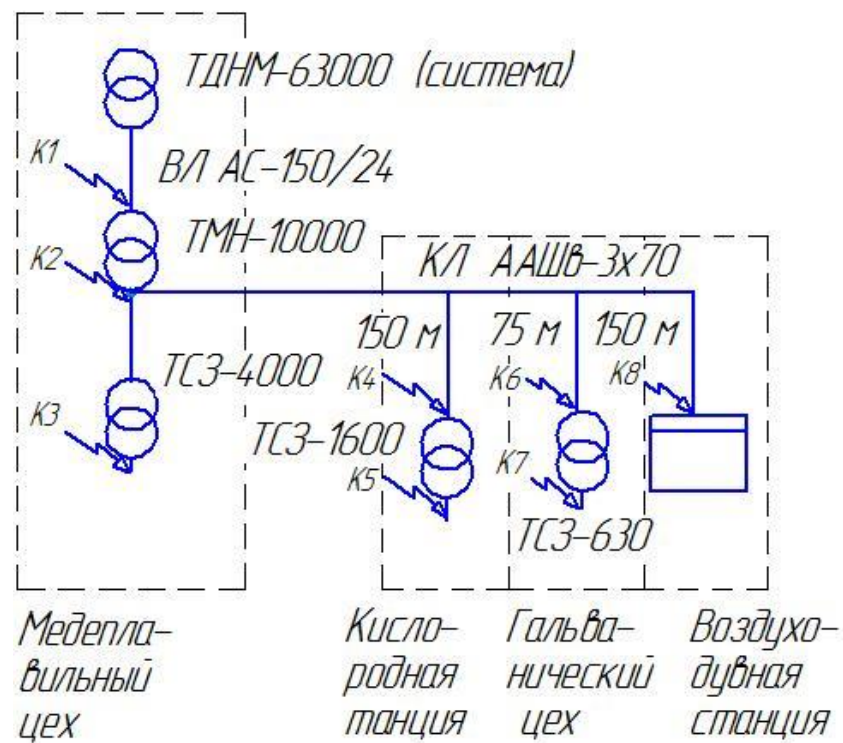 ТДНМ-63000 (система)
К1
ВЛ АС-150/24
ТМН-10000
К2
КЛ ААШв-3х70
150 м
75 м
150 м
ТСЗ-4000
К4
К6
К8
К3
ТСЗ-1600
К5
К7
ТСЗ-630
Медепла-
вильный
цех
Кисло-
родная
танция
Гальва-
нический
цех
Воздухо-
дувная
станция